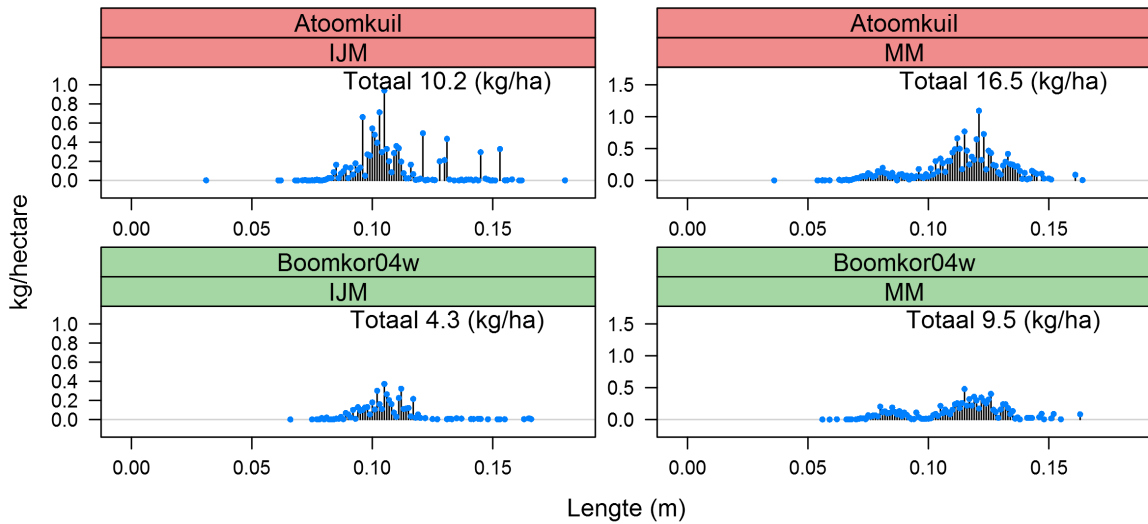 Atoomkuil
IJM
Totaal 10.2 (kg/ha)
1.0
0.8
0.6
0.4
0.2
0.0
0.00 0.05 0.10 0.15
Atoomkuil
MM
Totaal 16.5 (kg/ha)
1.5
1.0
0.5
0.0
0.00 0.05 0.10 0.15
Boomkor04w
IJM
Totaal 4.3 (kg/ha)
1.0
0.8
0.6
0.4
0.2
0.0
0.00 0.05 0.10 0.15
Boomkor04w
MM
Totaal 9.5 (kg/ha)
1.5
1.0
0.5
0.0
0.00 0.05 0.10 0.15
kg/hectare
Lengte (m)